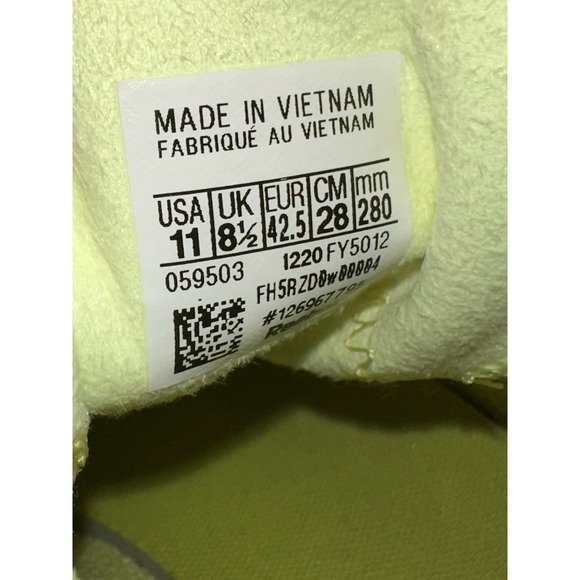 MADE IN VIETNAM
FABRIQUÉ AU VIETNAM
USA UK EUR CM mm
11 8½ 42.5 28 280
059503 1220 FY5012